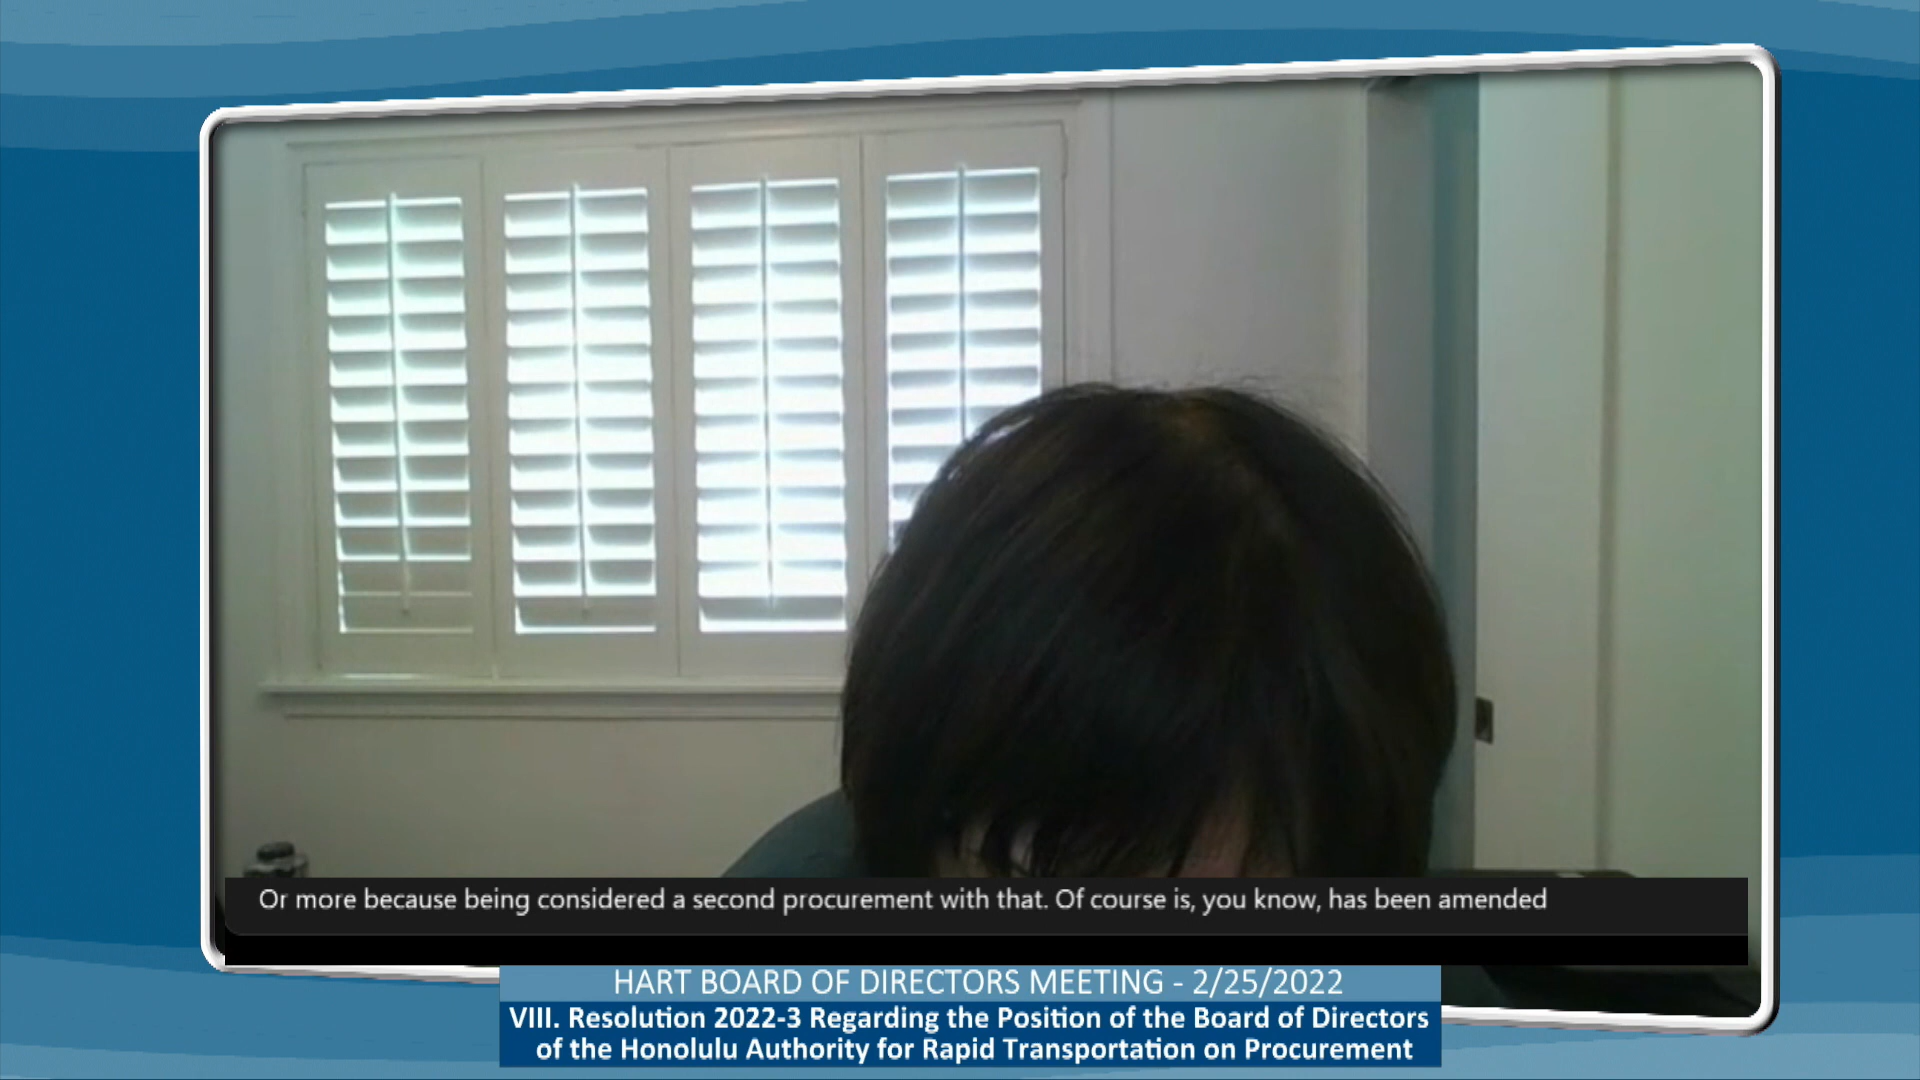 Or more because being considered a second procurement with that. Of course is, you know, has been amended
HART BOARD OF DIRECTORS MEETING - 2/25/2022
VIII. Resolution 2022-3 Regarding the Position of the Board of Directors
of the Honolulu Authority for Rapid Transportation on Procurement